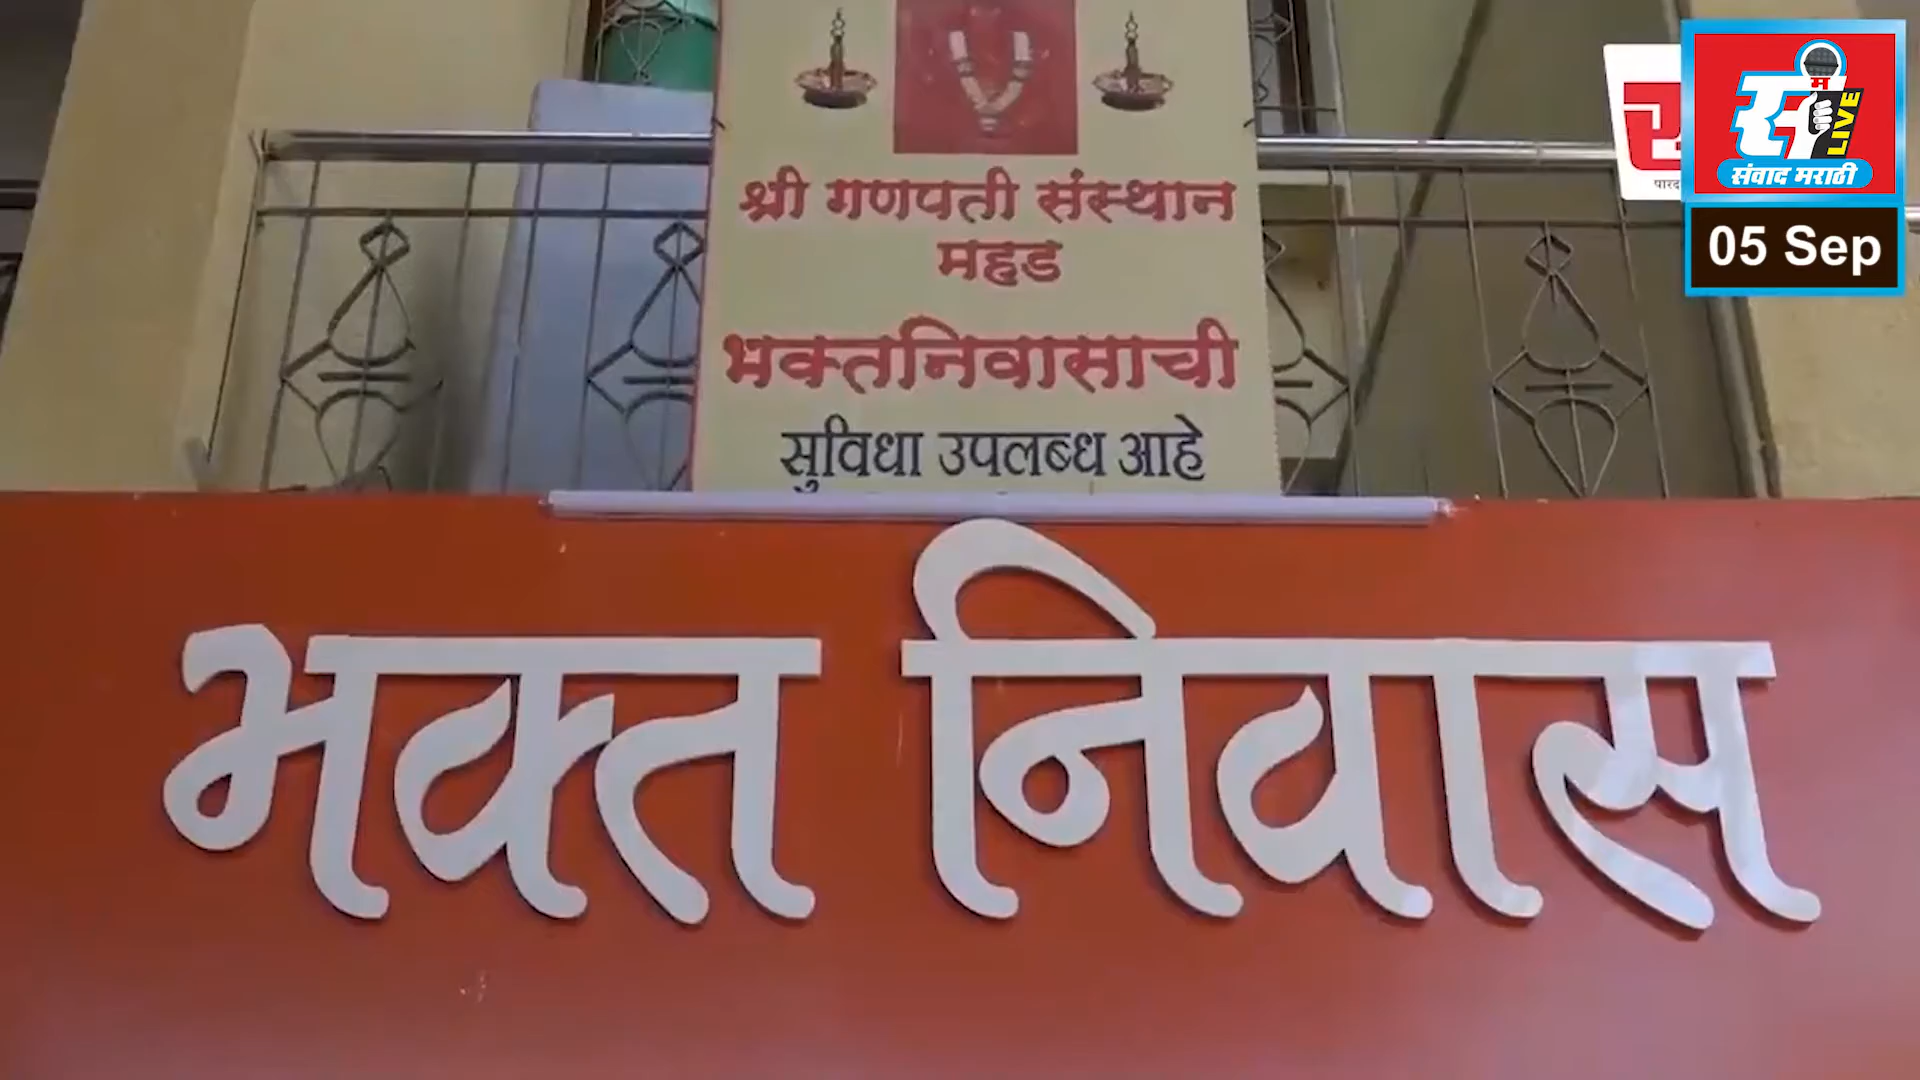 श्री गणपती संस्थान
महड
भक्तनिवासाची
सुविधा उपलब्ध आहे
भक्त निवास
स
म
LIVE
संवाद मराठी
05 Sep